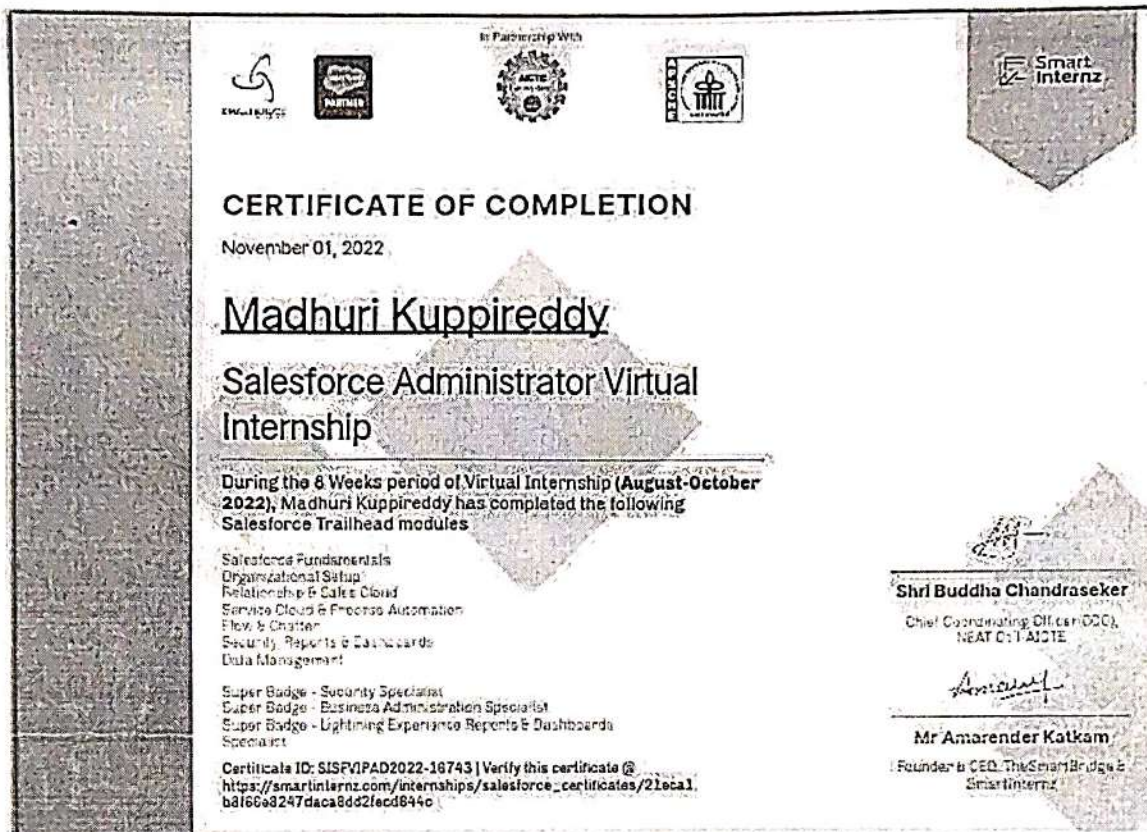 In Partnership With
AICTE
PARTNER
Smart
Internz
CERTIFICATE OF COMPLETION
November 01, 2022
Madhuri Kuppireddy
Salesforce Administrator Virtual
Internship
During the 8 Weeks period of Virtual Internship (August-October
2022), Madhuri Kuppireddy has completed the following
Salesforce Trailhead modules
Salesforce Fundamentals
Organizational Setup
Relationship & Sales Cloud
Service Cloud & Process Automation
Flow & Chatter
Security, Reports & Dashboards
Data Management
Super Badge - Security Specialist
Super Badge - Business Administration Specialist
Super Badge - Lightning Experience Reports & Dashboards
Specialist
Certificate ID: SISFVIPAD2022-16743 | Verify this certificate @
https://smartinternz.com/internships/salesforce_certificates/21eca1
b8f66e8247daca8dd2fecd844c
Shri Buddha Chandraseker
Chief Coordinating Officer (CCO),
NEAT Cell AICTE
Mr Amarender Katkam
Founder & CEO, TheSmartBridge &
SmartInternz